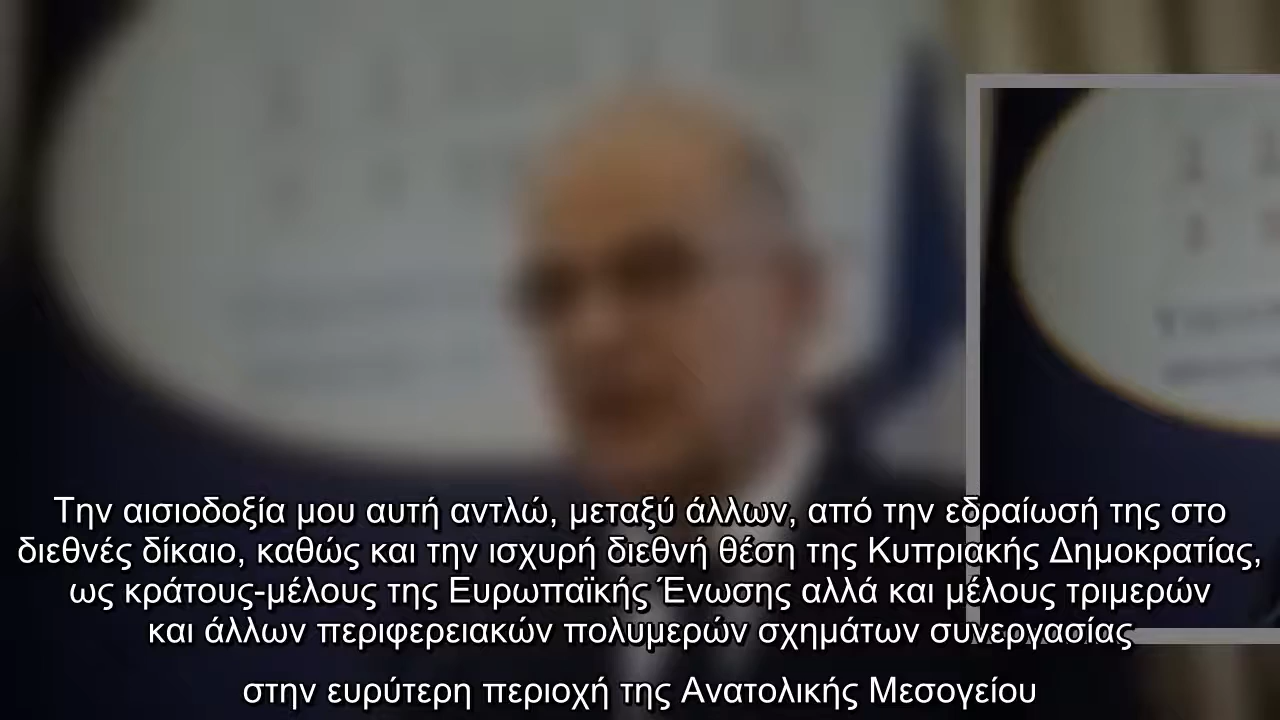 Την αισιοδοξία μου αυτή αντλώ, μεταξύ άλλων, από την εδραίωσή της στο
διεθνές δίκαιο, καθώς και την ισχυρή διεθνή θέση της Κυπριακής Δημοκρατίας,
ως κράτους-μέλους της Ευρωπαϊκής Ένωσης αλλά και μέλους τριμερών
και άλλων περιφερειακών πολυμερών σχημάτων συνεργασίας
στην ευρύτερη περιοχή της Ανατολικής Μεσογείου